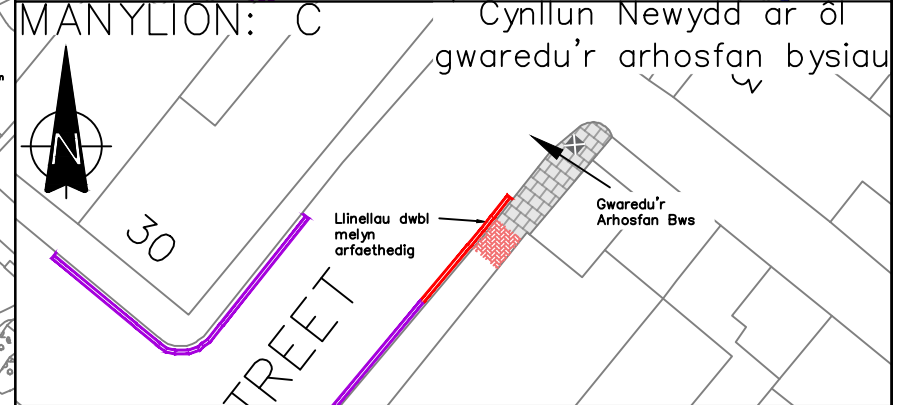 MANYLION: C
Cynllun Newydd ar ôl
gwaredu'r arhosfan bysiau
N
30
Llinellau dwbl
melyn
arfaethedig
Gwaredu'r
Arhosfan Bws
TREET